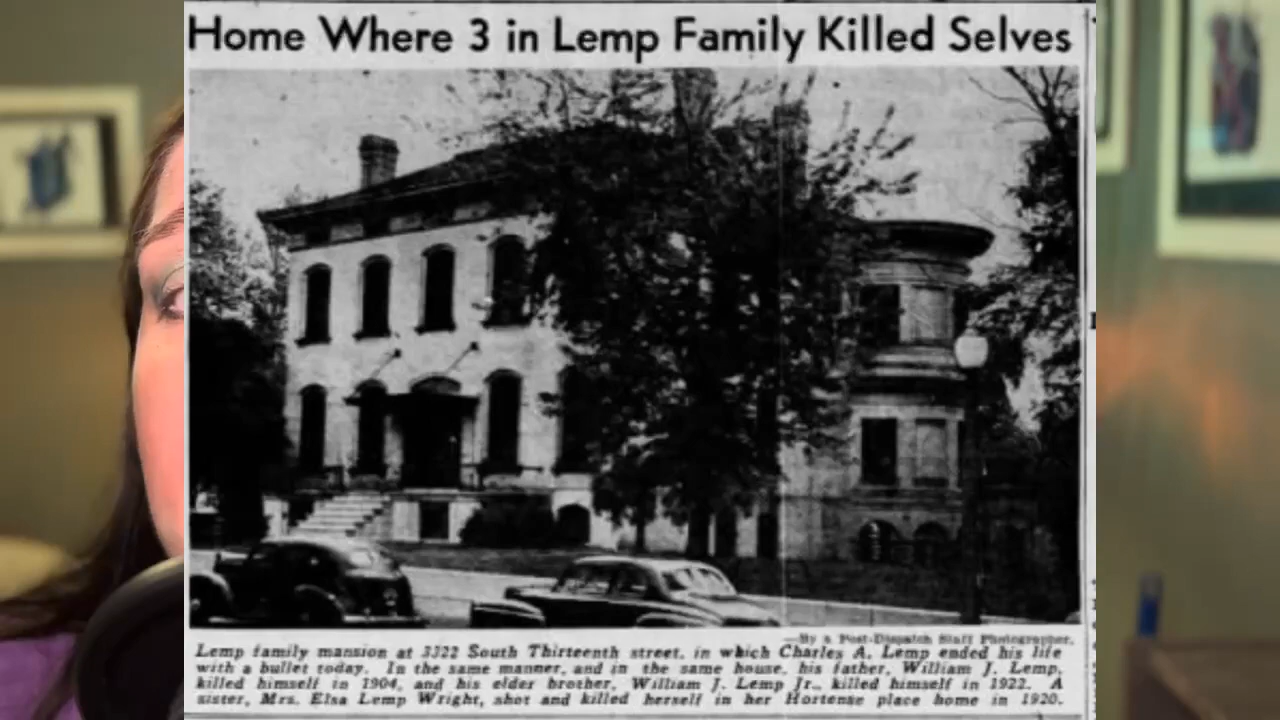 Home Where 3 in Lemp Family Killed Selves
—By a Post-Dispatch Staff Photographer.
Lemp family mansion at 3322 South Thirteenth street, in which Charles A. Lemp ended his life
with a bullet today. In the same manner, and in the same house, his father, William J. Lemp,
killed himself in 1904, and his elder brother, William J. Lemp Jr., killed himself in 1922. A
sister, Mrs. Elsa Lemp Wright, shot and killed herself in her Hortense place home in 1920.